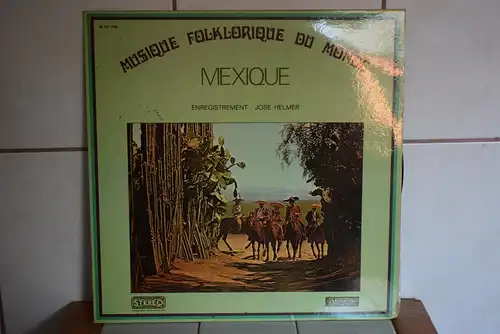 MUSIQUE FOLKLORIQUE DU MONDE
MEXIQUE
ENREGISTREMENT JOSE HELMER
STEREO